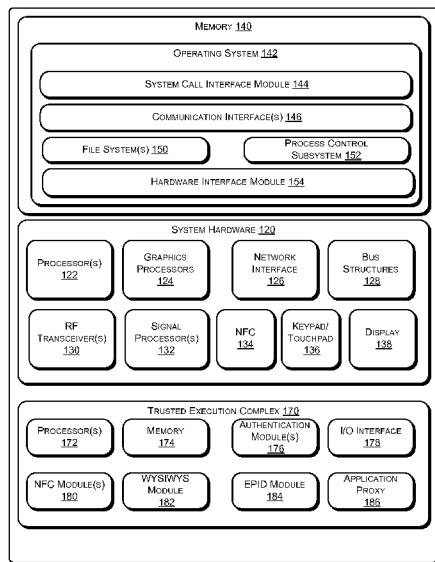 MEMORY 140
OPERATING SYSTEM 142
SYSTEM CALL INTERFACE MODULE 144
COMMUNICATION INTERFACE(S) 146
FILE SYSTEM(S) 150
PROCESS CONTROL
SUBSYSTEM 152
HARDWARE INTERFACE MODULE 154
SYSTEM HARDWARE 120
PROCESSOR(S)
122
GRAPHICS
PROCESSORS
124
NETWORK
INTERFACE
126
BUS
STRUCTURES
128
RF
TRANSCEIVER(S)
130
SIGNAL
PROCESSOR(S)
132
NFC
134
KEYPAD/
TOUCHPAD
136
DISPLAY
138
TRUSTED EXECUTION COMPLEX 170
PROCESSOR(S)
172
MEMORY
174
AUTHENTICATION
MODULE(S)
176
I/O INTERFACE
178
NFC MODULE(S)
180
WYSIWYS
MODULE
182
EPID MODULE
184
APPLICATION
PROXY
186